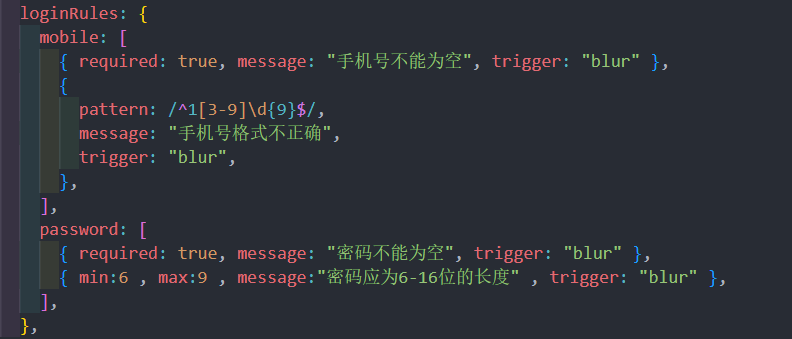 loginRules: {
mobile: [
{ required: true, message: "手机号不能为空", trigger: "blur" },
{
pattern: /^1[3-9]\d{9}$/,
message: "手机号格式不正确",
trigger: "blur",
},
],
password: [
{ required: true, message: "密码不能为空", trigger: "blur" },
{ min:6 , max:9 , message:"密码应为6-16位的长度" , trigger: "blur" },
],
},